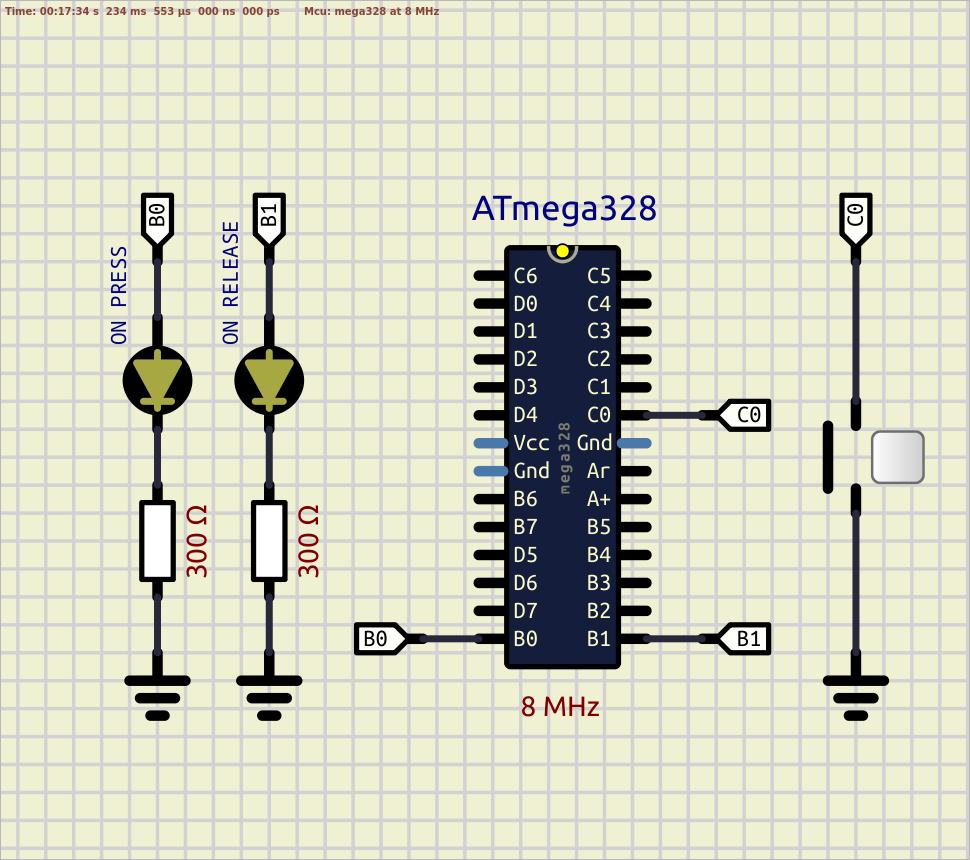 Time: 00:17:34 s 234 ms 553 µs 000 ns 000 ps Mcu: mega328 at 8 MHz
B0
B1
C0
ON PRESS
ON RELEASE
300 Ω
300 Ω
ATmega328
C6 C5
D0 C4
D1 C3
D2 C2
D3 C1
D4 C0
Vcc Gnd
Gnd Ar
B6 A+
B7 B5
D5 B4
D6 B3
D7 B2
B0 B1
mega328
C0
B0
B1
8 MHz